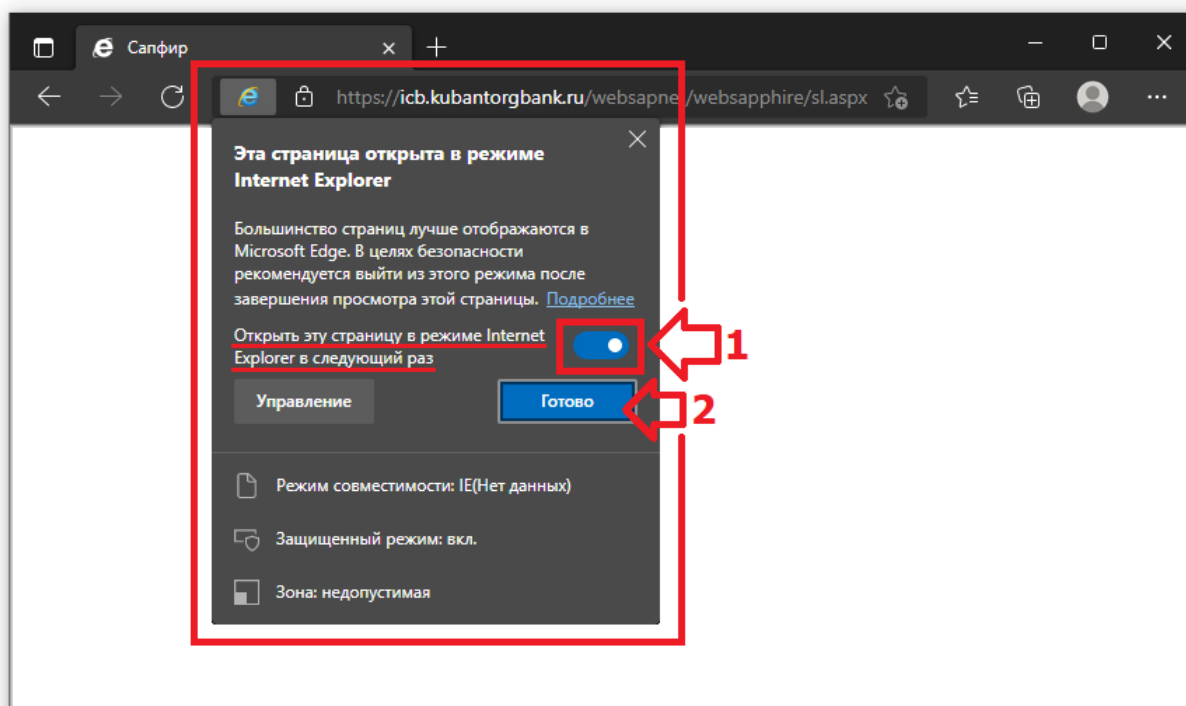 Сапфир
https://icb.kubantorgbank.ru/websapne/websapphire/sl.aspx
Эта страница открыта в режиме
Internet Explorer
Большинство страниц лучше отображаются в
Microsoft Edge. В целях безопасности
рекомендуется выйти из этого режима после
завершения просмотра этой страницы. Подробнее
Открыть эту страницу в режиме Internet
Explorer в следующий раз
1
Управление
Готово
2
Режим совместимости: IE(Нет данных)
Защищенный режим: вкл.
Зона: недопустимая